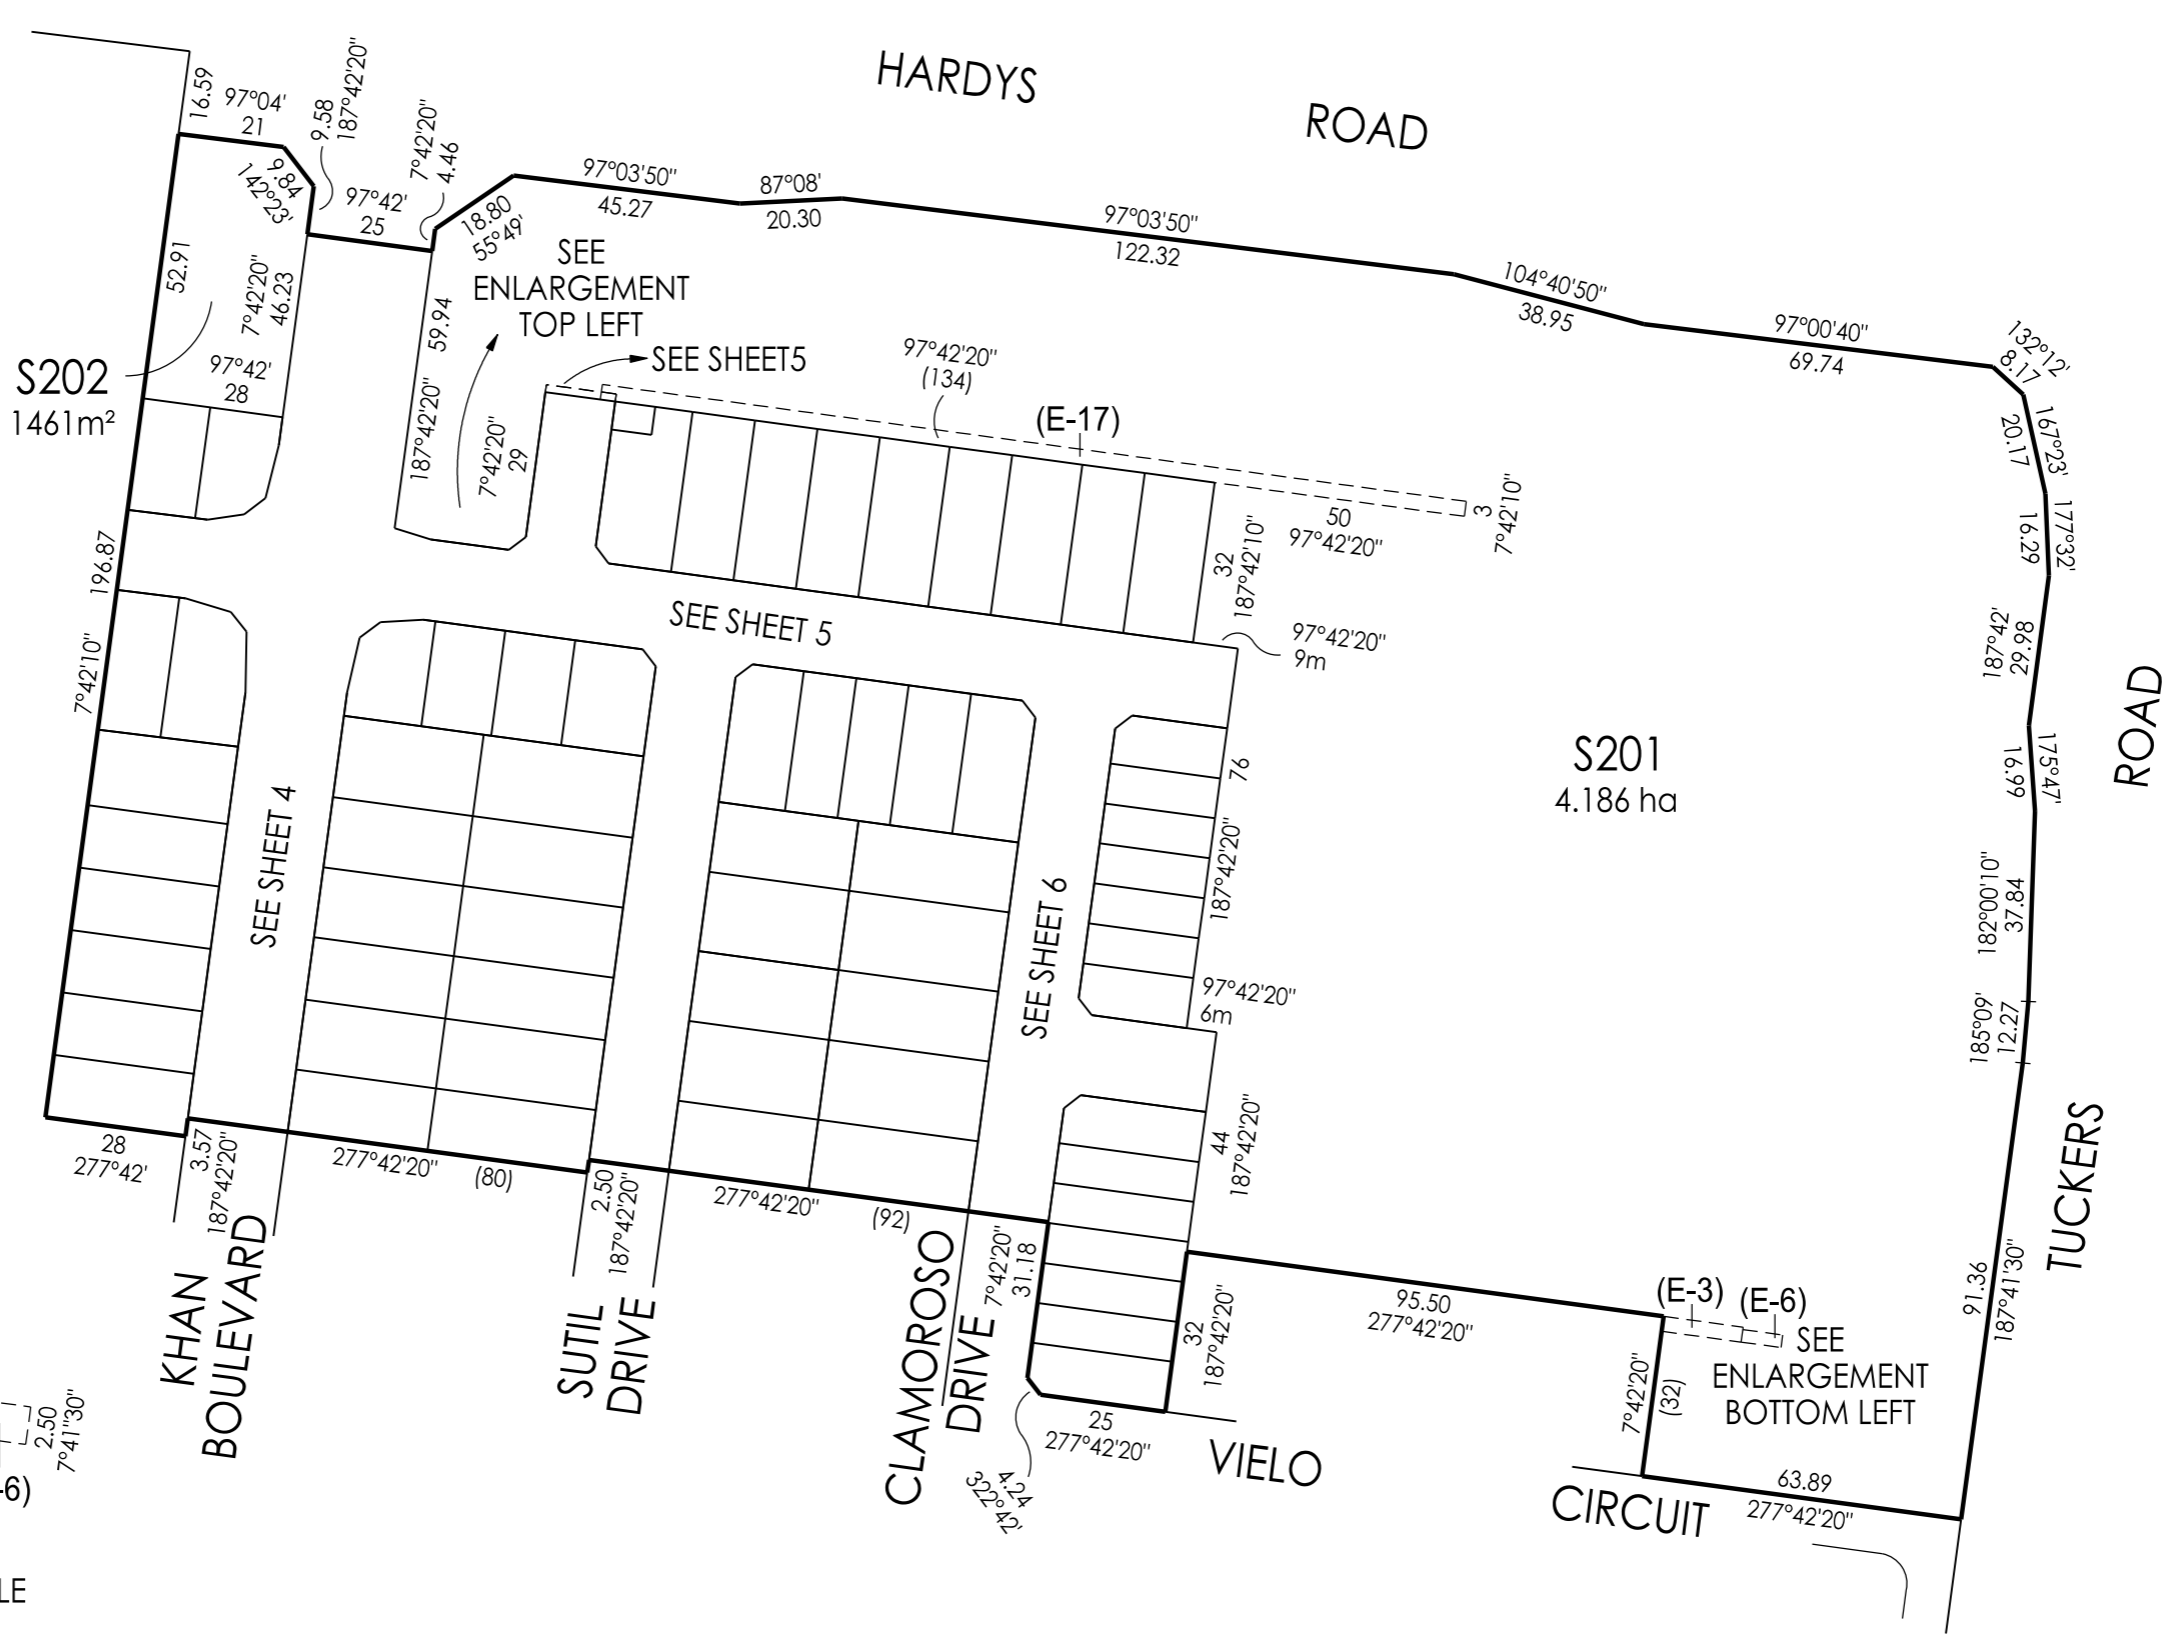 HARDYS
ROAD
16.59
97°04'
21
9.58
187°42'20"
7°42'20"
4.46
9.84
142°23'
97°42'
25
18.80
55°49'
97°03'50"
45.27
87°08'
20.30
97°03'50"
122.32
104°40'50"
38.95
97°00'40"
69.74
132°12'
8.17
167°23'
20.17
177°32'
16.29
187°42'
29.98
175°47'
16.99
182°00'10"
37.84
185°09'
12.27
91.36
187°41'30"
TUCKERS
ROAD
52.91
7°42'20"
46.23
S202
1461m²
97°42'
28
59.94
187°42'20"
SEE
ENLARGEMENT
TOP LEFT
SEE SHEET5
7°42'20"
29
97°42'20"
(134)
(E-17)
50
97°42'20"
3
7°42'10"
32
187°42'10"
97°42'20"
9m
SEE SHEET 5
196.87
7°42'10"
S201
4.186 ha
76
187°42'20"
SEE SHEET 4
SEE SHEET 6
97°42'20"
6m
44
187°42'20"
28
277°42'
3.57
187°42'20"
277°42'20"
(80)
2.50
187°42'20"
277°42'20"
(92)
7°42'20"
31.18
KHAN
BOULEVARD
SUTIL
DRIVE
CLAMOROSO
DRIVE
32
187°42'20"
95.50
277°42'20"
(E-3)
(E-6)
SEE
ENLARGEMENT
BOTTOM LEFT
7°42'20"
(32)
63.89
277°42'20"
25
277°42'20"
4.24
322°42'
VIELO
CIRCUIT
2.50
7°41'30"
-6)
LE